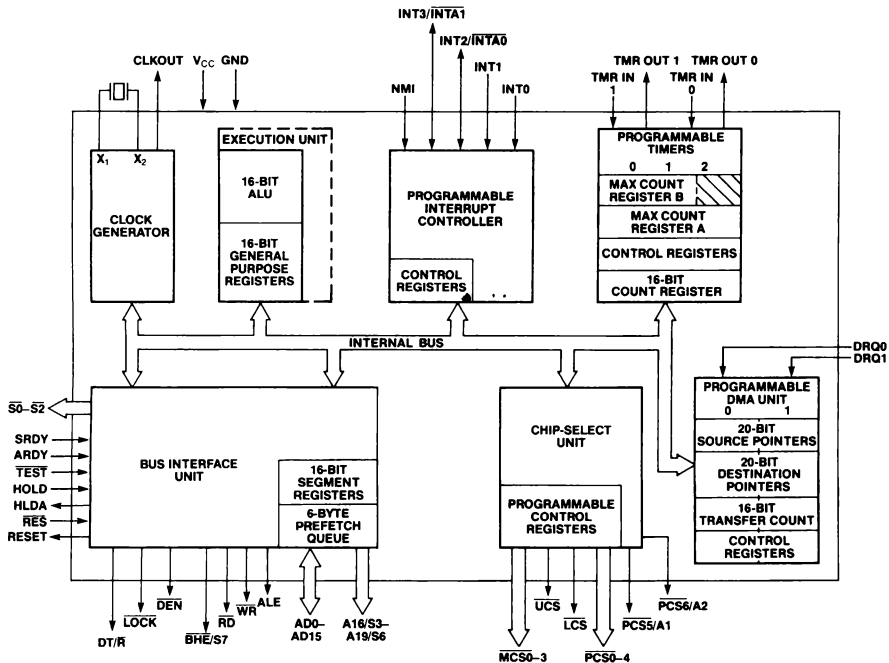 INT3/INTA1
INT2/INTA0
INT1
NMI
INT0
CLKOUT
VCC
GND
TMR OUT 1
TMR OUT 0
TMR IN
1
TMR IN
0
X1
X2
CLOCK
GENERATOR
EXECUTION UNIT
16-BIT
ALU
16-BIT
GENERAL
PURPOSE
REGISTERS
PROGRAMMABLE
INTERRUPT
CONTROLLER
CONTROL
REGISTERS
PROGRAMMABLE
TIMERS
0 1 2
MAX COUNT
REGISTER B
MAX COUNT
REGISTER A
CONTROL REGISTERS
16-BIT
COUNT REGISTER
INTERNAL BUS
DRQ0
DRQ1
PROGRAMMABLE
DMA UNIT
0 1
20-BIT
SOURCE POINTERS
20-BIT
DESTINATION
POINTERS
16-BIT
TRANSFER COUNT
CONTROL
REGISTERS
S0–S2
SRDY
ARDY
TEST
HOLD
HLDA
RES
RESET
BUS INTERFACE
UNIT
16-BIT
SEGMENT
REGISTERS
6-BYTE
PREFETCH
QUEUE
CHIP-SELECT
UNIT
PROGRAMMABLE
CONTROL
REGISTERS
DT/R
LOCK
DEN
BHE/S7
RD
WR
ALE
AD0–
AD15
A16/S3–
A19/S6
MCS0–3
UCS
LCS
PCS0–4
PCS5/A1
PCS6/A2